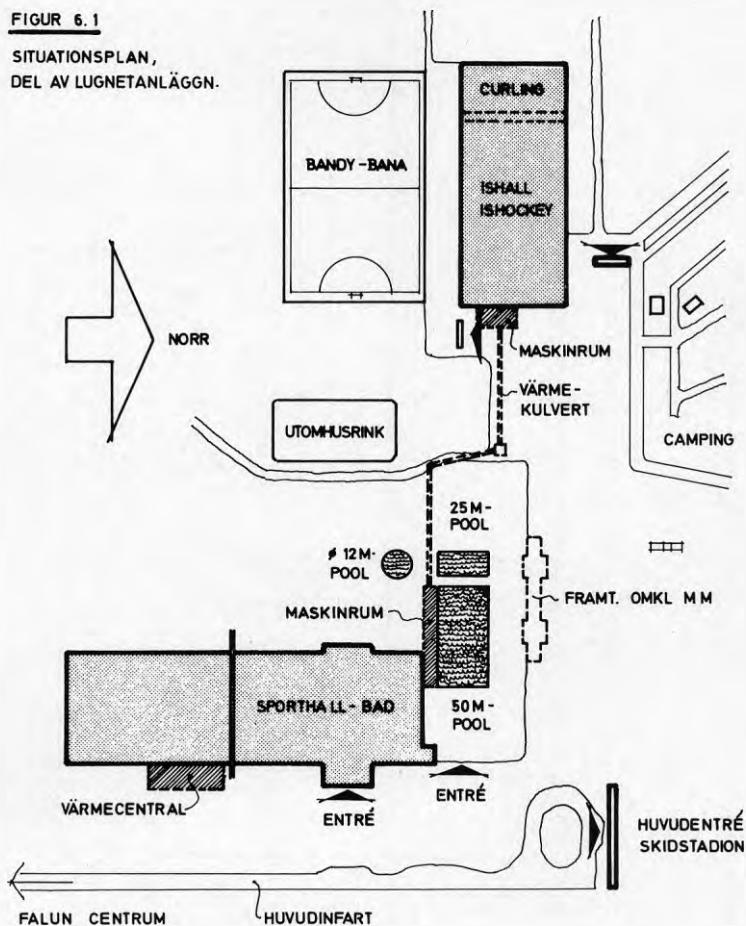 FIGUR 6.1
SITUATIONSPLAN,
DEL AV LUGNETANLÄGGN.
CURLING
BANDY-BANA
ISHALL
ISHOCKEY
NORR
MASKINRUM
VÄRME-
KULVERT
UTOMHUSRINK
CAMPING
25 M-
POOL
ø 12 M-
POOL
MASKINRUM
FRAMT. OMKL M M
SPORTHALL-BAD
50 M-
POOL
VÄRMECENTRAL
ENTRÉ
ENTRÉ
HUVUDENTRÉ
SKIDSTADION
FALUN CENTRUM
HUVUDINFART